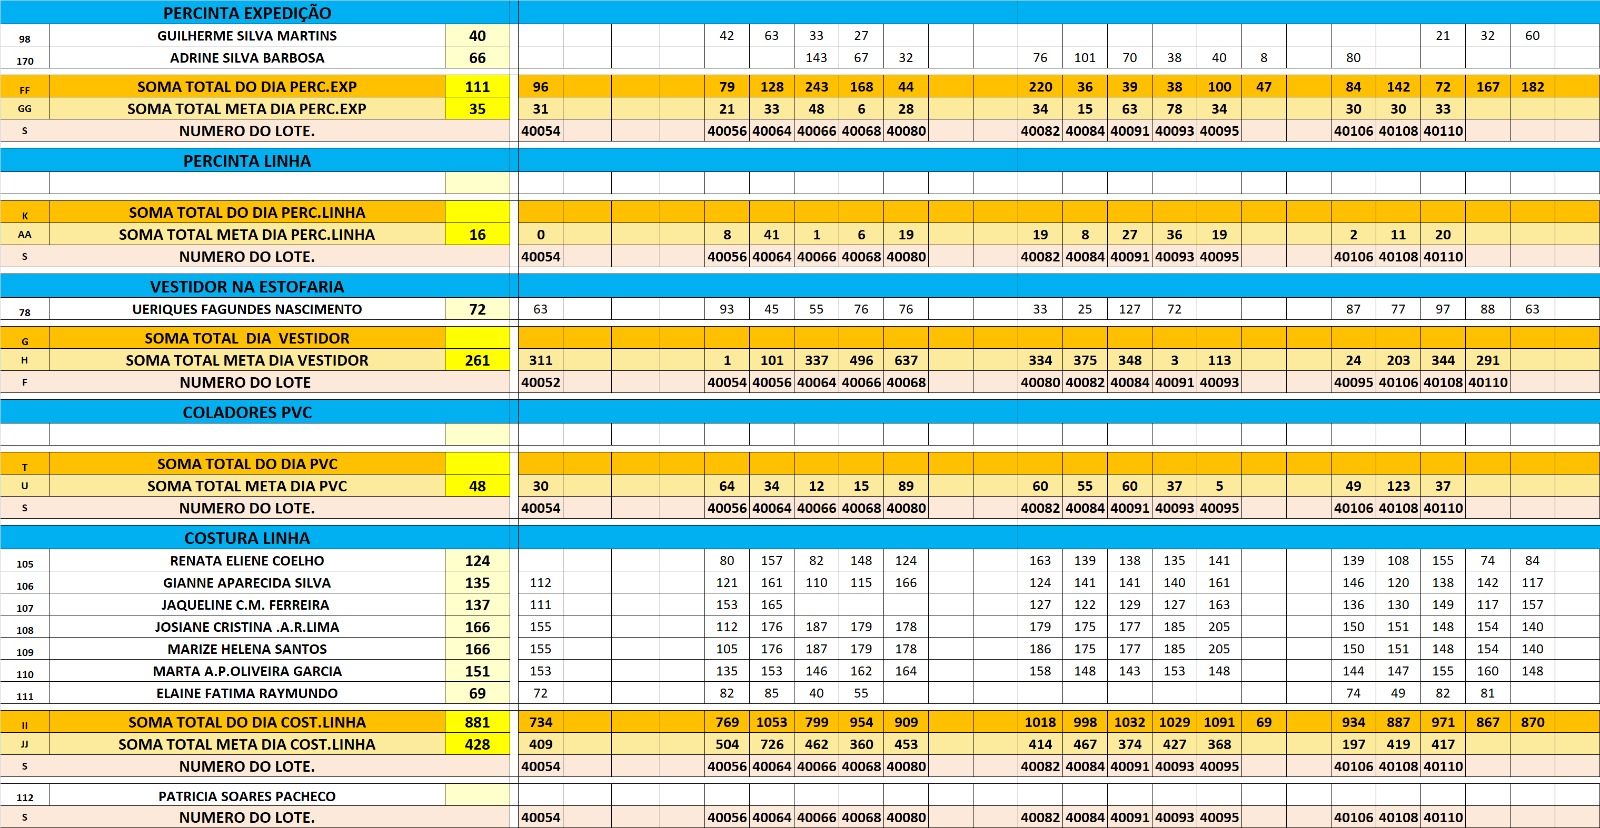 PERCINTA EXPEDIÇÃO
98 GUILHERME SILVA MARTINS 40 42 63 33 27 21 32 60
170 ADRINE SILVA BARBOSA 66 143 67 32 76 101 70 38 40 8 80
FF SOMA TOTAL DO DIA PERC.EXP 111 96 79 128 243 168 44 220 36 39 38 100 47 84 142 72 167 182
GG SOMA TOTAL META DIA PERC.EXP 35 31 21 33 48 6 28 34 15 63 78 34 30 30 33
S NUMERO DO LOTE. 40054 40056 40064 40066 40068 40080 40082 40084 40091 40093 40095 40106 40108 40110
PERCINTA LINHA
K SOMA TOTAL DO DIA PERC.LINHA
AA SOMA TOTAL META DIA PERC.LINHA 16 0 8 41 1 6 19 19 8 27 36 19 2 11 20
S NUMERO DO LOTE. 40054 40056 40064 40066 40068 40080 40082 40084 40091 40093 40095 40106 40108 40110
VESTIDOR NA ESTOFARIA
78 UERIQUES FAGUNDES NASCIMENTO 72 63 93 45 55 76 76 33 25 127 72 87 77 97 88 63
G SOMA TOTAL DIA VESTIDOR
H SOMA TOTAL META DIA VESTIDOR 261 311 1 101 337 496 637 334 375 348 3 113 24 203 344 291
F NUMERO DO LOTE 40052 40054 40056 40064 40066 40068 40080 40082 40084 40091 40093 40095 40106 40108 40110
COLADORES PVC
T SOMA TOTAL DO DIA PVC
U SOMA TOTAL META DIA PVC 48 30 64 34 12 15 89 60 55 60 37 5 49 123 37
S NUMERO DO LOTE. 40054 40056 40064 40066 40068 40080 40082 40084 40091 40093 40095 40106 40108 40110
COSTURA LINHA
105 RENATA ELIENE COELHO 124 80 157 82 148 124 163 139 138 135 141 139 108 155 74 84
106 GIANNE APARECIDA SILVA 135 112 121 161 110 115 166 124 141 141 140 161 146 120 138 142 117
107 JAQUELINE C.M. FERREIRA 137 111 153 165 127 122 129 127 163 136 130 149 117 157
108 JOSIANE CRISTINA .A.R.LIMA 166 155 112 176 187 179 178 179 175 177 185 205 150 151 148 154 140
109 MARIZE HELENA SANTOS 166 155 105 176 187 179 178 186 175 177 185 205 150 151 148 154 140
110 MARTA A.P.OLIVEIRA GARCIA 151 153 135 153 146 162 164 158 148 143 153 148 144 147 155 160 148
111 ELAINE FATIMA RAYMUNDO 69 72 82 85 40 55 74 49 82 81
II SOMA TOTAL DO DIA COST.LINHA 881 734 769 1053 799 954 909 1018 998 1032 1029 1091 69 934 887 971 867 870
JJ SOMA TOTAL META DIA COST.LINHA 428 409 504 726 462 360 453 414 467 374 427 368 197 419 417
S NUMERO DO LOTE. 40054 40056 40064 40066 40068 40080 40082 40084 40091 40093 40095 40106 40108 40110
112 PATRICIA SOARES PACHECO
S NUMERO DO LOTE. 40054 40056 40064 40066 40068 40080 40082 40084 40091 40093 40095 40106 40108 40110